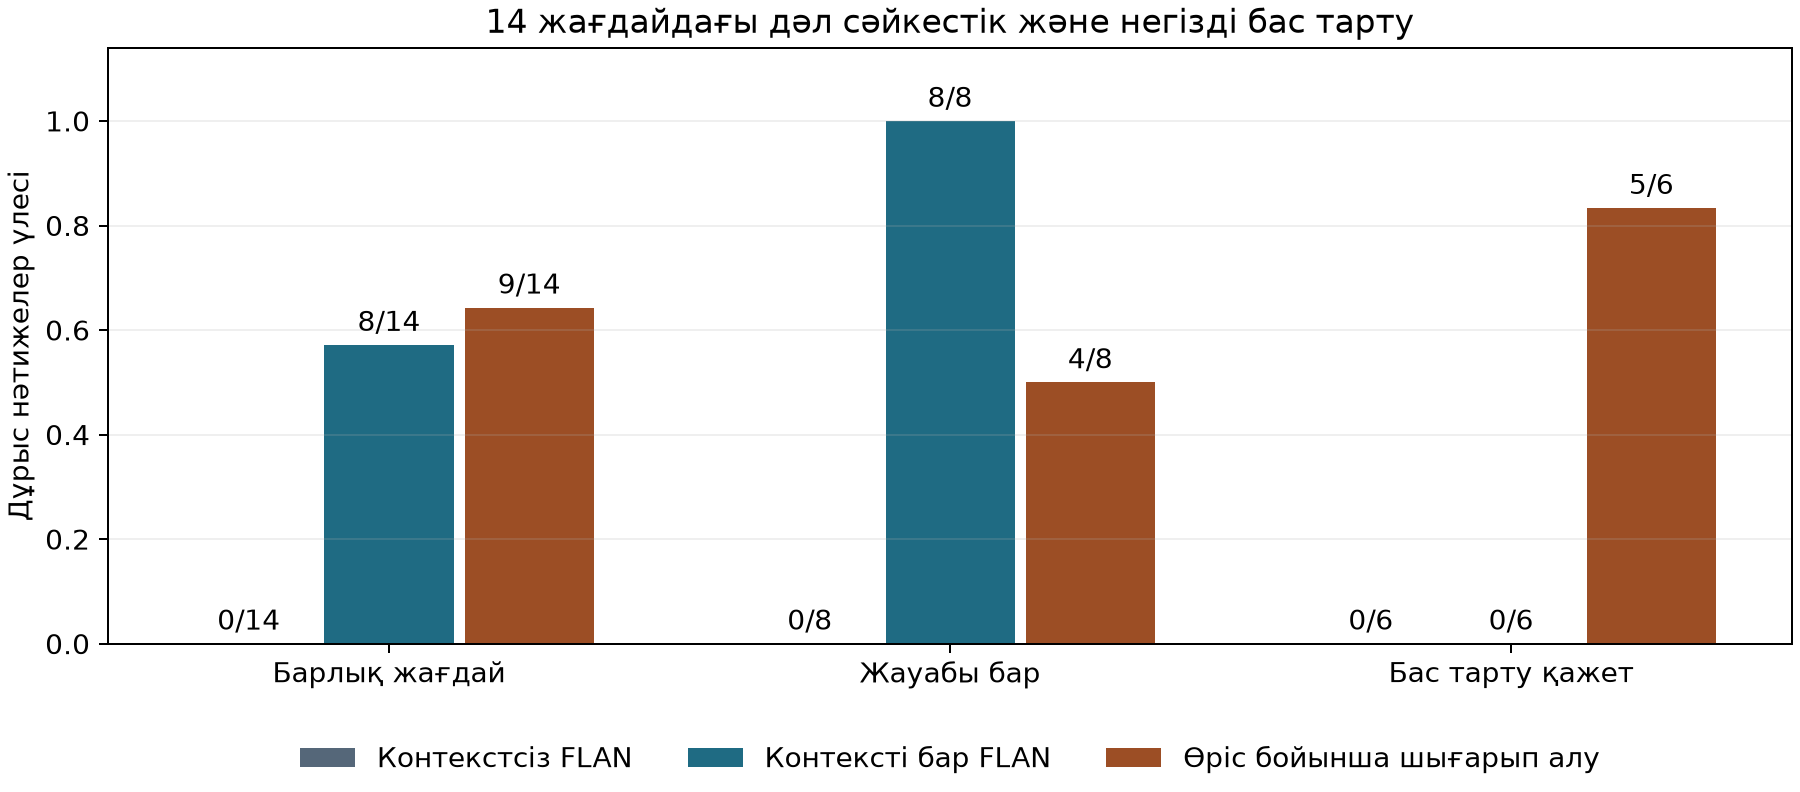 14 жағдайдағы дәл сәйкестік және негізді бас тарту
Дұрыс нәтижелер үлесі
1.0
0.8
0.6
0.4
0.2
0.0
0/14
8/14
9/14
0/8
8/8
4/8
0/6
0/6
5/6
Барлық жағдай
Жауабы бар
Бас тарту қажет
Контекстсіз FLAN
Контексті бар FLAN
Өріс бойынша шығарып алу